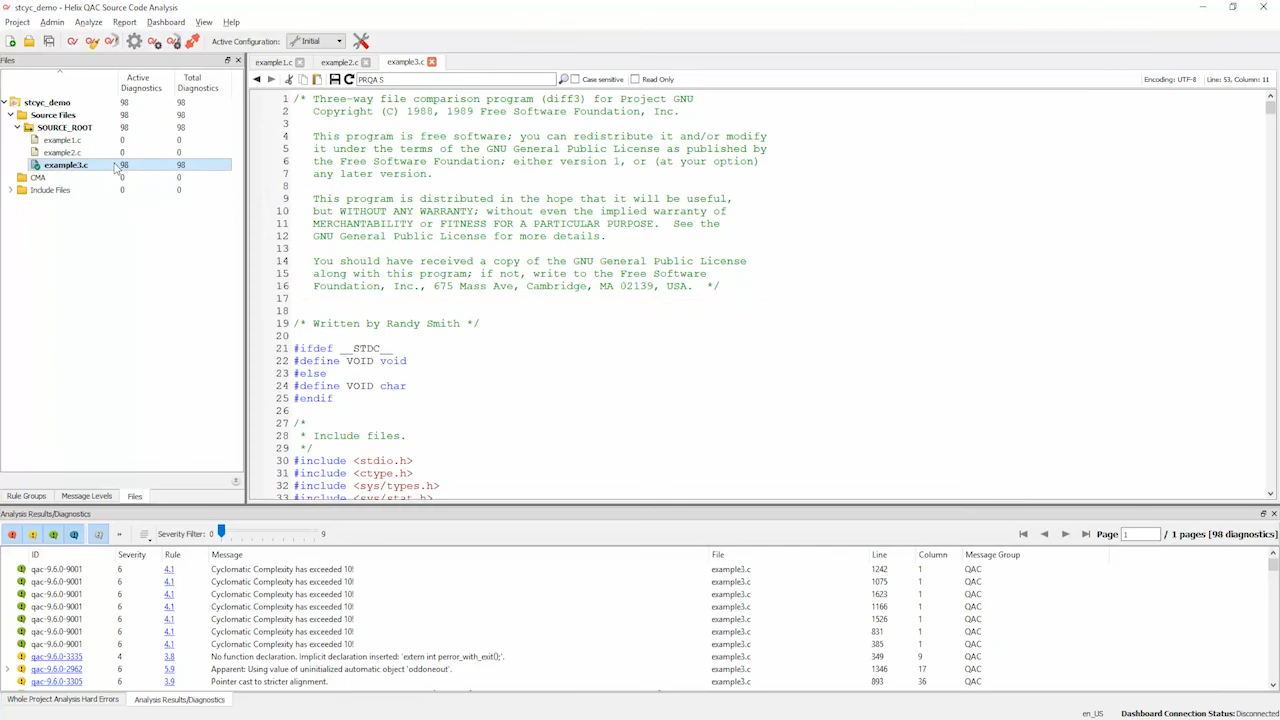 stcyc_demo - Helix QAC Source Code Analysis
Project Admin Analyze Report Dashboard View Help
Active Configuration: Initial
Files
Active Diagnostics Total Diagnostics
stcyc_demo 98 98
Source Files 98 98
SOURCE_ROOT 98 98
example1.c 0 0
example2.c 0 0
example3.c 98 98
CMA 0 0
Include Files 0 0
Rule Groups Message Levels Files
example1.c example2.c example3.c
PRQA S Case sensitive Read Only Encoding: UTF-8 Line: 53, Column: 11
1 /* Three-way file comparison program (diff3) for Project GNU
2 Copyright (C) 1988, 1989 Free Software Foundation, Inc.
3
4 This program is free software; you can redistribute it and/or modify
5 it under the terms of the GNU General Public License as published by
6 the Free Software Foundation; either version 1, or (at your option)
7 any later version.
8
9 This program is distributed in the hope that it will be useful,
10 but WITHOUT ANY WARRANTY; without even the implied warranty of
11 MERCHANTABILITY or FITNESS FOR A PARTICULAR PURPOSE. See the
12 GNU General Public License for more details.
13
14 You should have received a copy of the GNU General Public License
15 along with this program; if not, write to the Free Software
16 Foundation, Inc., 675 Mass Ave, Cambridge, MA 02139, USA. */
17
18
19 /* Written by Randy Smith */
20
21 #ifdef __STDC__
22 #define VOID void
23 #else
24 #define VOID char
25 #endif
26
27 /*
28 * Include files.
29 */
30 #include <stdio.h>
31 #include <ctype.h>
32 #include <sys/types.h>
33 #include <sys/stat.h>
Analysis Results/Diagnostics
Severity Filter: 0 9 Page 1 / 1 pages [98 diagnostics]
ID Severity Rule Message File Line Column Message Group
qac-9.6.0-9001 6 4.1 Cyclomatic Complexity has exceeded 10! example3.c 1242 1 QAC
qac-9.6.0-9001 6 4.1 Cyclomatic Complexity has exceeded 10! example3.c 1075 1 QAC
qac-9.6.0-9001 6 4.1 Cyclomatic Complexity has exceeded 10! example3.c 1623 1 QAC
qac-9.6.0-9001 6 4.1 Cyclomatic Complexity has exceeded 10! example3.c 1166 1 QAC
qac-9.6.0-9001 6 4.1 Cyclomatic Complexity has exceeded 10! example3.c 1526 1 QAC
qac-9.6.0-9001 6 4.1 Cyclomatic Complexity has exceeded 10! example3.c 831 1 QAC
qac-9.6.0-9001 6 4.1 Cyclomatic Complexity has exceeded 10! example3.c 385 1 QAC
qac-9.6.0-3335 4 3.8 No function declaration. Implicit declaration inserted: 'extern int perror_with_exit();'. example3.c 349 9 QAC
qac-9.6.0-2962 6 5.9 Apparent: Using value of uninitialized automatic object 'oddoneout'. example3.c 1346 17 QAC
qac-9.6.0-3305 6 3.9 Pointer cast to stricter alignment. example3.c 893 36 QAC
Whole Project Analysis Hard Errors Analysis Results/Diagnostics
en_US Dashboard Connection Status: Disconnected